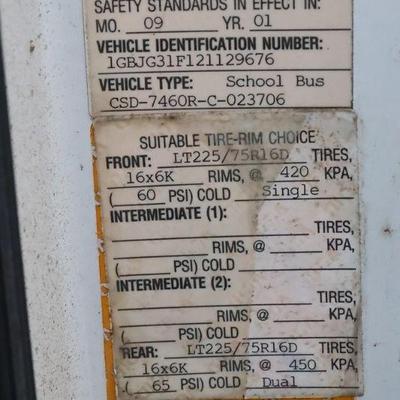 SAFETY STANDARDS IN EFFECT IN:
MO. 09 YR. 01
VEHICLE IDENTIFICATION NUMBER:
1GBJG31F121129676
VEHICLE TYPE: School Bus
CSD-7460R-C-023706
SUITABLE TIRE-RIM CHOICE
FRONT: LT225/75R16D TIRES,
16x6K RIMS, @ 420 KPA,
( 60 PSI) COLD Single
INTERMEDIATE (1):
TIRES,
RIMS, @ KPA,
( PSI) COLD
INTERMEDIATE (2):
TIRES,
RIMS, @ KPA,
( PSI) COLD
REAR: LT225/75R16D TIRES,
16x6K RIMS, @ 450 KPA,
( 65 PSI) COLD Dual